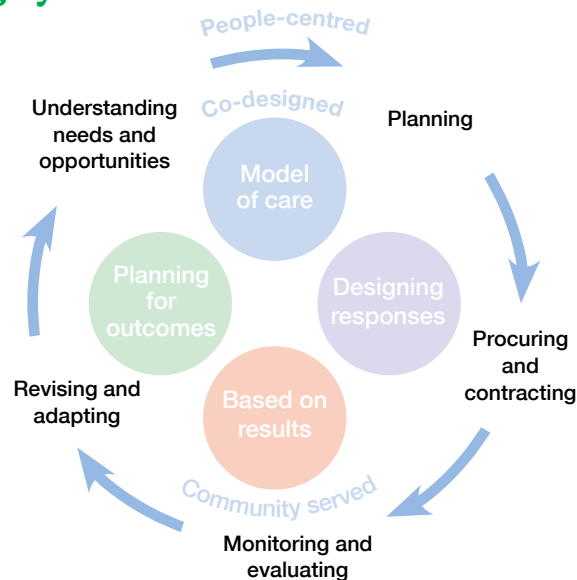 People-centred
Co-designed
Understanding
needs and
opportunities
Planning
Model
of care
Planning
for
outcomes
Designing
responses
Procuring
and
contracting
Based on
results
Revising and
adapting
Community served
Monitoring and
evaluating